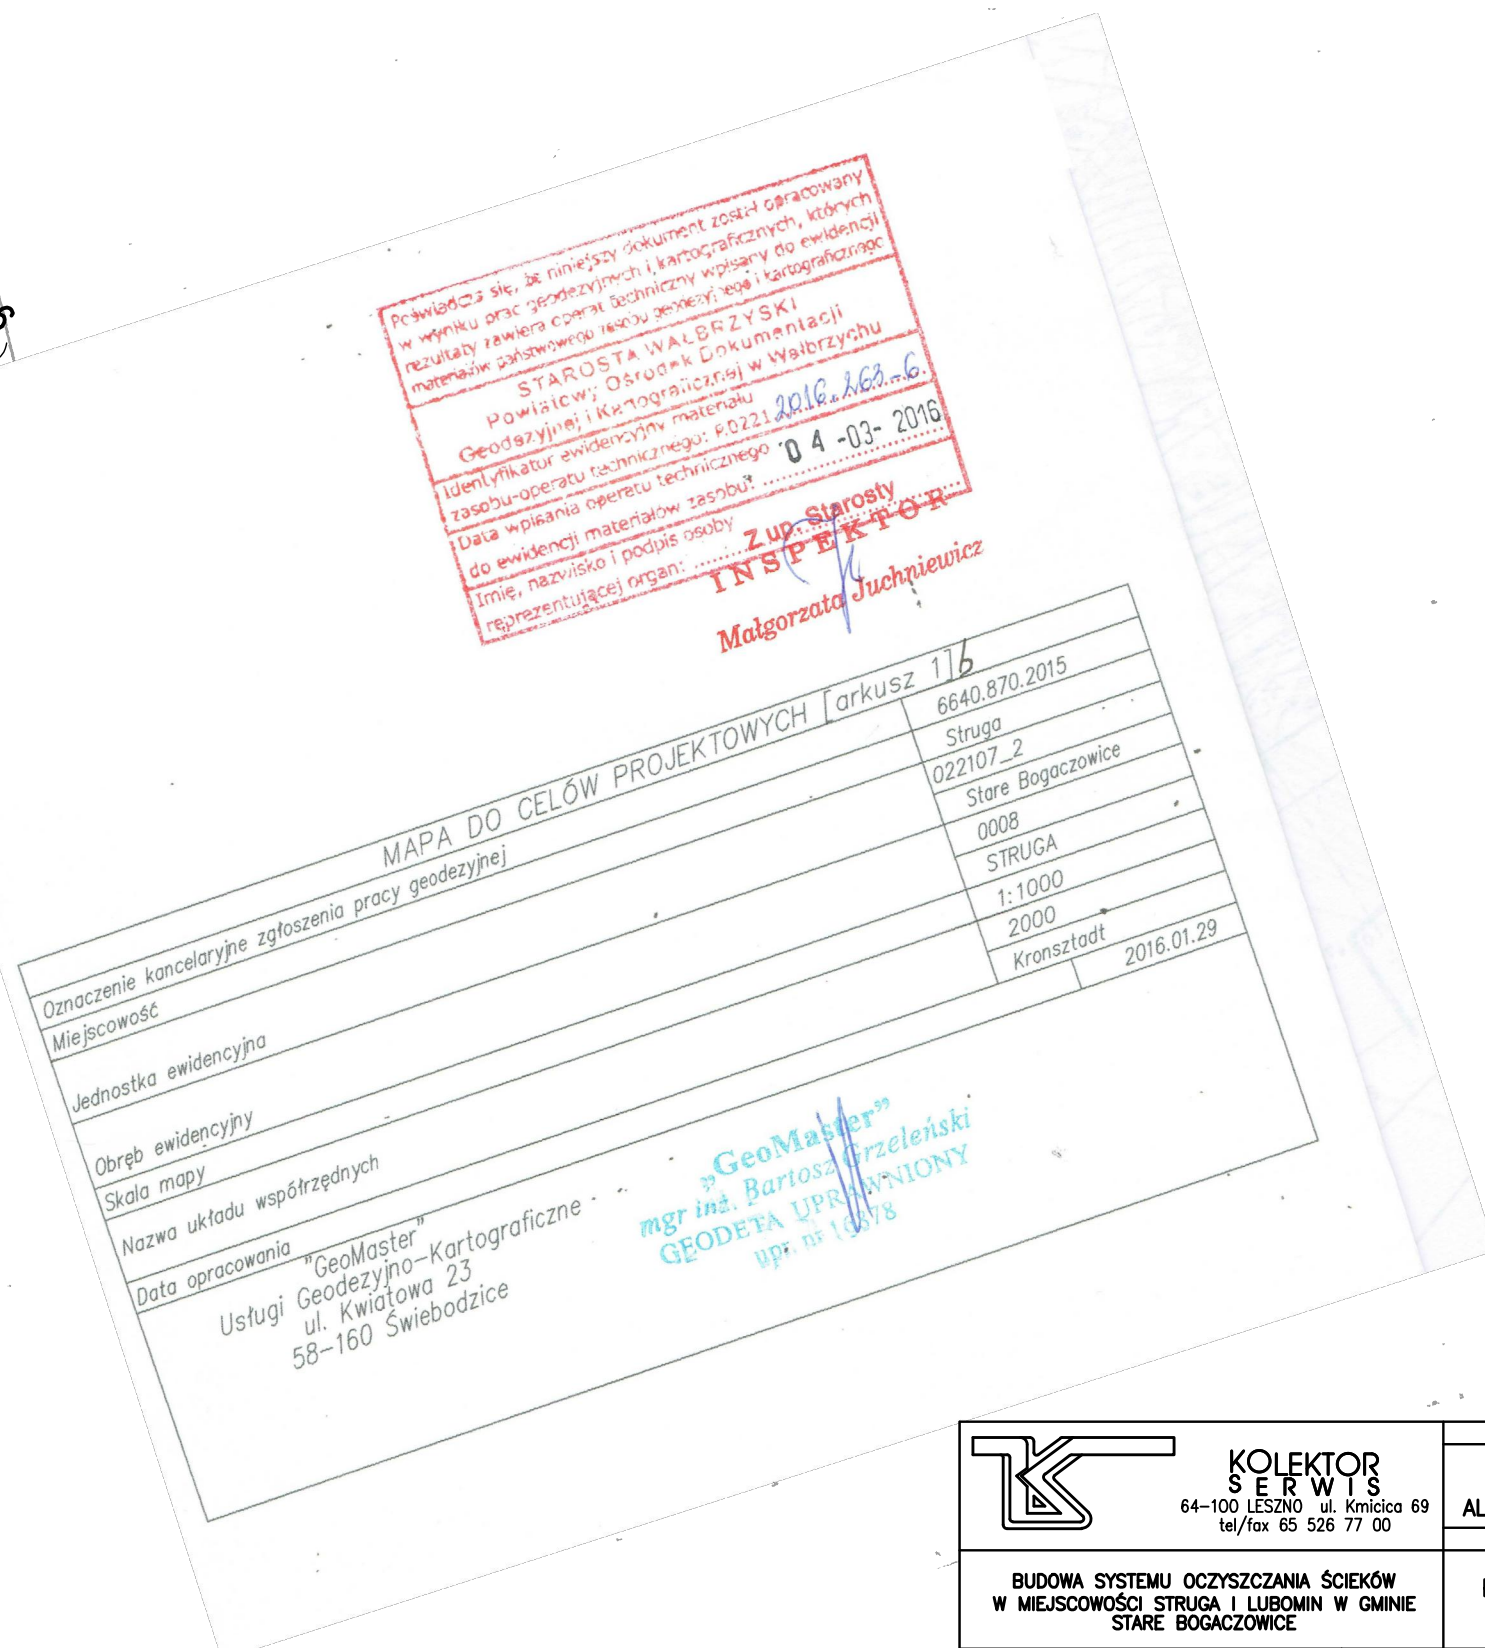 Poświadcza się, że niniejszy dokument został opracowany
w wyniku prac geodezyjnych i kartograficznych, których
rezultaty zawiera operat techniczny wpisany do ewidencji
materiałów państwowego zasobu geodezyjnego i kartograficznego
STAROSTA WAŁBRZYSKI
Powiatowy Ośrodek Dokumentacji
Geodezyjnej i Kartograficznej w Wałbrzychu
Identyfikator ewidencyjny materiału
zasobu-operatu technicznego: P.0221 2016.263-6.
Data wpisania operatu technicznego 04-03-2016
do ewidencji materiałów zasobu: ....................
Imię, nazwisko i podpis osoby
reprezentującej organ: ....................
Z up. Starosty
INSPEKTOR
Małgorzata Juchniewicz
MAPA DO CELÓW PROJEKTOWYCH [arkusz 1] 6
Oznaczenie kancelaryjne zgłoszenia pracy geodezyjnej 6640.870.2015
Miejscowość Struga
Jednostka ewidencyjna 022107_2
Stare Bogaczowice
Obręb ewidencyjny 0008
STRUGA
Skala mapy 1:1000
Nazwa układu współrzędnych 2000
Kronsztadt
Data opracowania 2016.01.29
"GeoMaster"
Usługi Geodezyjno-Kartograficzne
ul. Kwiatowa 23
58-160 Świebodzice
„GeoMaster”
mgr inż. Bartosz Grzeleński
GEODETA UPRAWNIONY
upr. nr
KOLEKTOR
SERWIS
64-100 LESZNO ul. Kmicica 69
tel/fax 65 526 77 00
AL
BUDOWA SYSTEMU OCZYSZCZANIA ŚCIEKÓW
W MIEJSCOWOŚCI STRUGA I LUBOMIN W GMINIE
STARE BOGACZOWICE